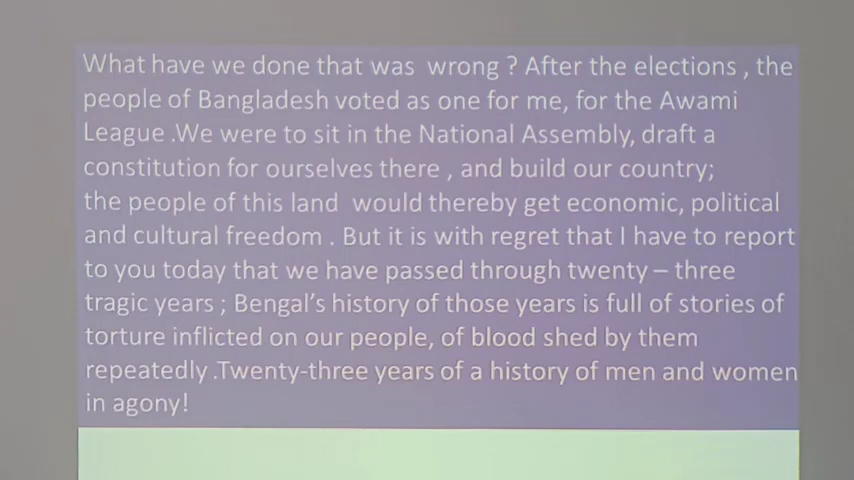 What have we done that was  wrong ? After the elections , the
people of Bangladesh voted as one for me, for the Awami
League .We were to sit in the National Assembly, draft a
constitution for ourselves there , and build our country;
the people of this land  would thereby get economic, political
and cultural freedom . But it is with regret that I have to report
to you today that we have passed through twenty – three
tragic years ; Bengal’s history of those years is full of stories of
torture inflicted on our people, of blood shed by them
repeatedly .Twenty-three years of a history of men and women
in agony!